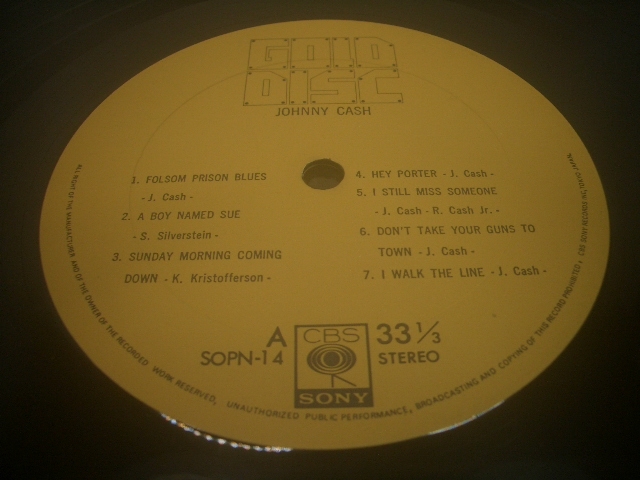 GOLD
DISC
JOHNNY CASH
1. FOLSOM PRISON BLUES
- J. Cash -
2. A BOY NAMED SUE
- S. Silverstein -
3. SUNDAY MORNING COMING
DOWN - K. Kristofferson -
4. HEY PORTER - J. Cash -
5. I STILL MISS SOMEONE
- J. Cash - R. Cash Jr. -
6. DON'T TAKE YOUR GUNS TO
TOWN - J. Cash -
7. I WALK THE LINE - J. Cash -
A
SOPN-14
CBS
SONY
33 1/3
STEREO
ALL RIGHT OF THE MANUFACTURER AND OF THE OWNER OF THE RECORDED WORK RESERVED, UNAUTHORIZED PUBLIC PERFORMANCE, BROADCASTING AND COPYING OF THIS RECORD PROHIBITED • CBS SONY RECORDS INC. TOKYO JAPAN